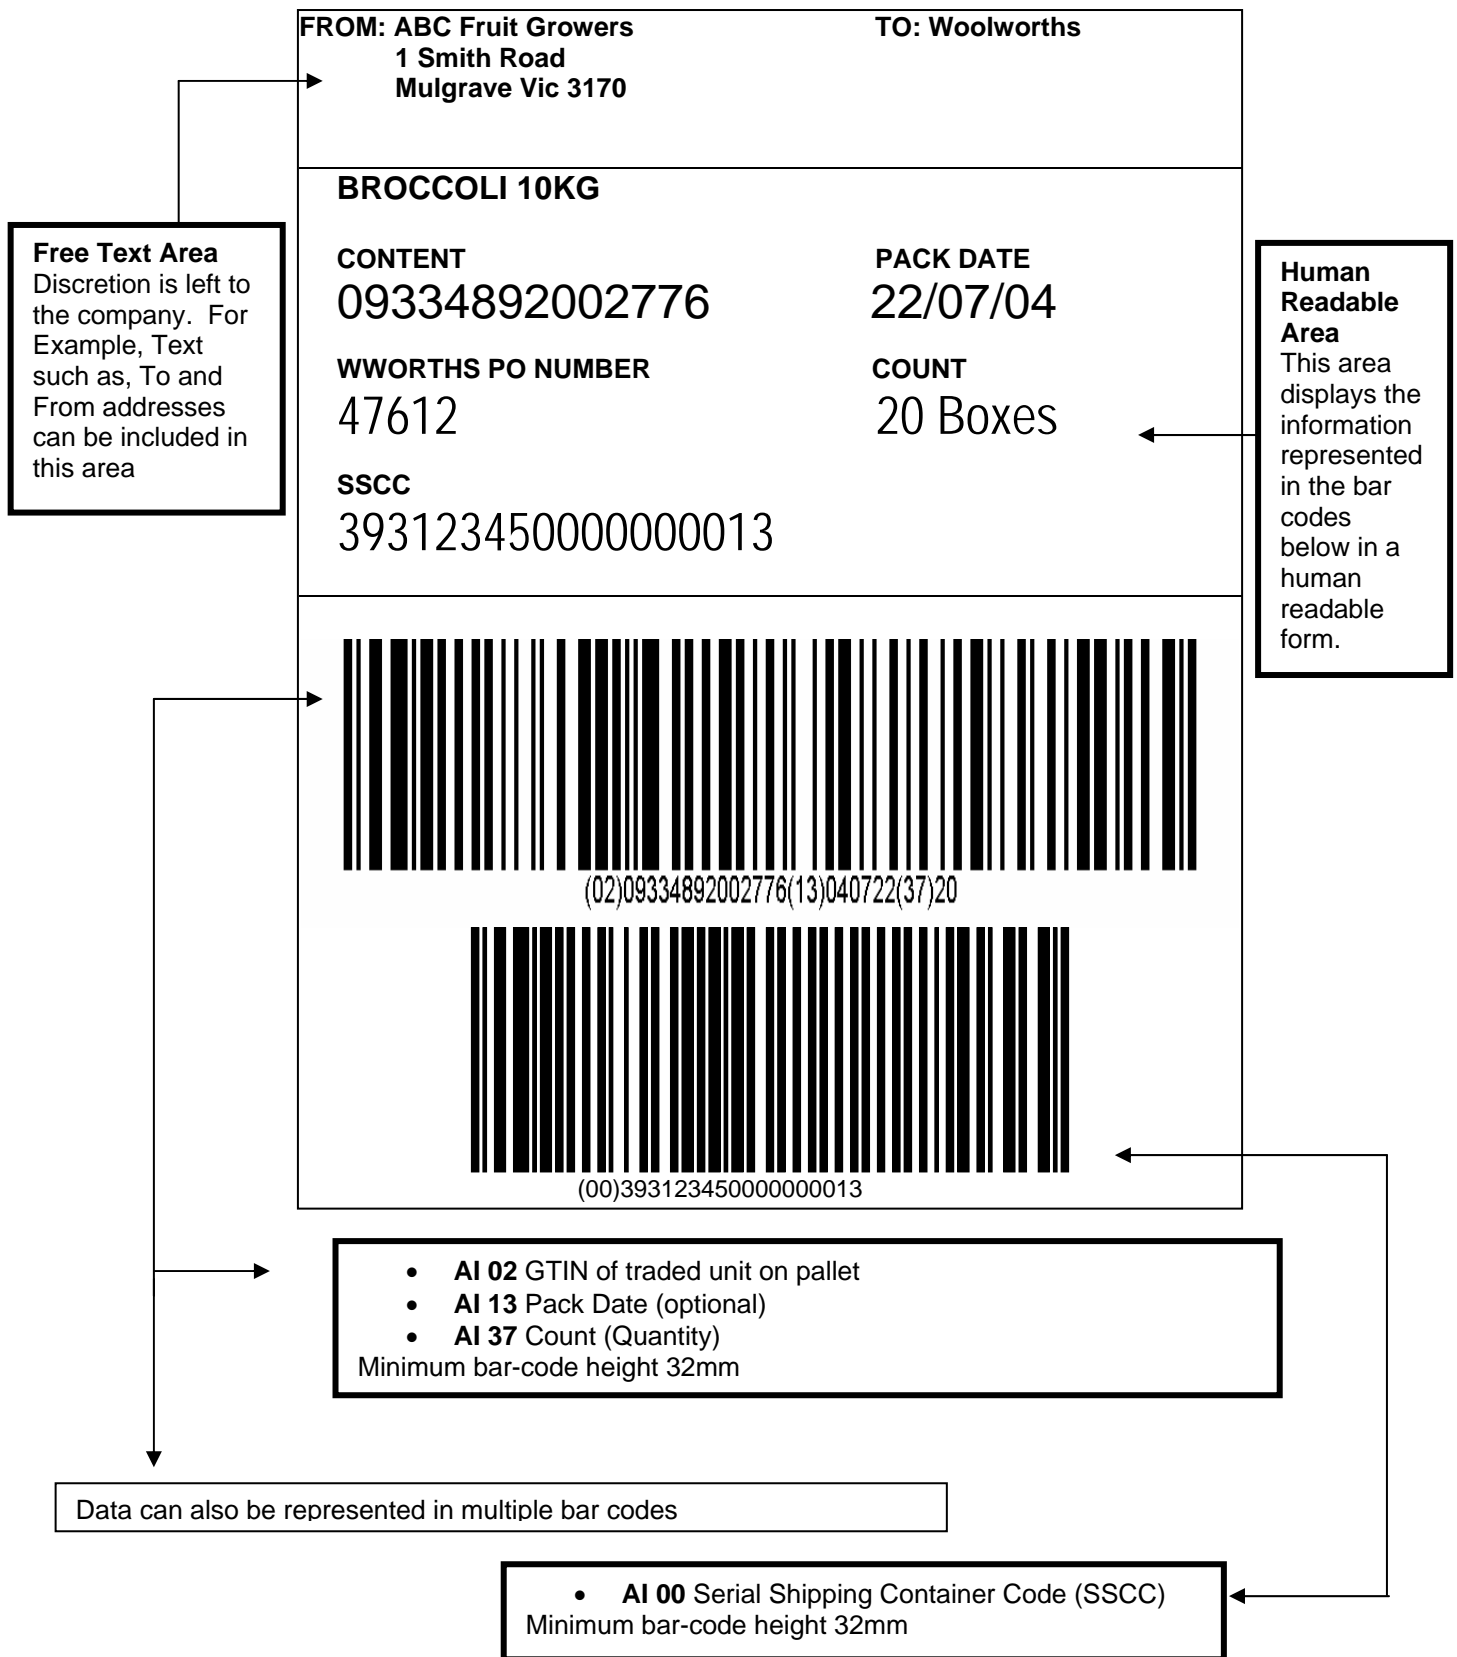 FROM: ABC Fruit Growers
TO: Woolworths
1 Smith Road
Mulgrave Vic 3170
BROCCOLI 10KG
CONTENT
PACK DATE
09334892002776
22/07/04
WWORTHS PO NUMBER
COUNT
47612
20 Boxes
SSCC
393123450000000013
Free Text Area
Discretion is left to
the company.  For
Example, Text
such as, To and
From addresses
can be included in
this area
Human
Readable
Area
This area
displays the
information
represented
in the bar
codes
below in a
human
readable
form.
(02)09334892002776(13)040722(37)20
(00)393123450000000013
• AI 02 GTIN of traded unit on pallet
• AI 13 Pack Date (optional)
• AI 37 Count (Quantity)
Minimum bar-code height 32mm
Data can also be represented in multiple bar codes
• AI 00 Serial Shipping Container Code (SSCC)
Minimum bar-code height 32mm